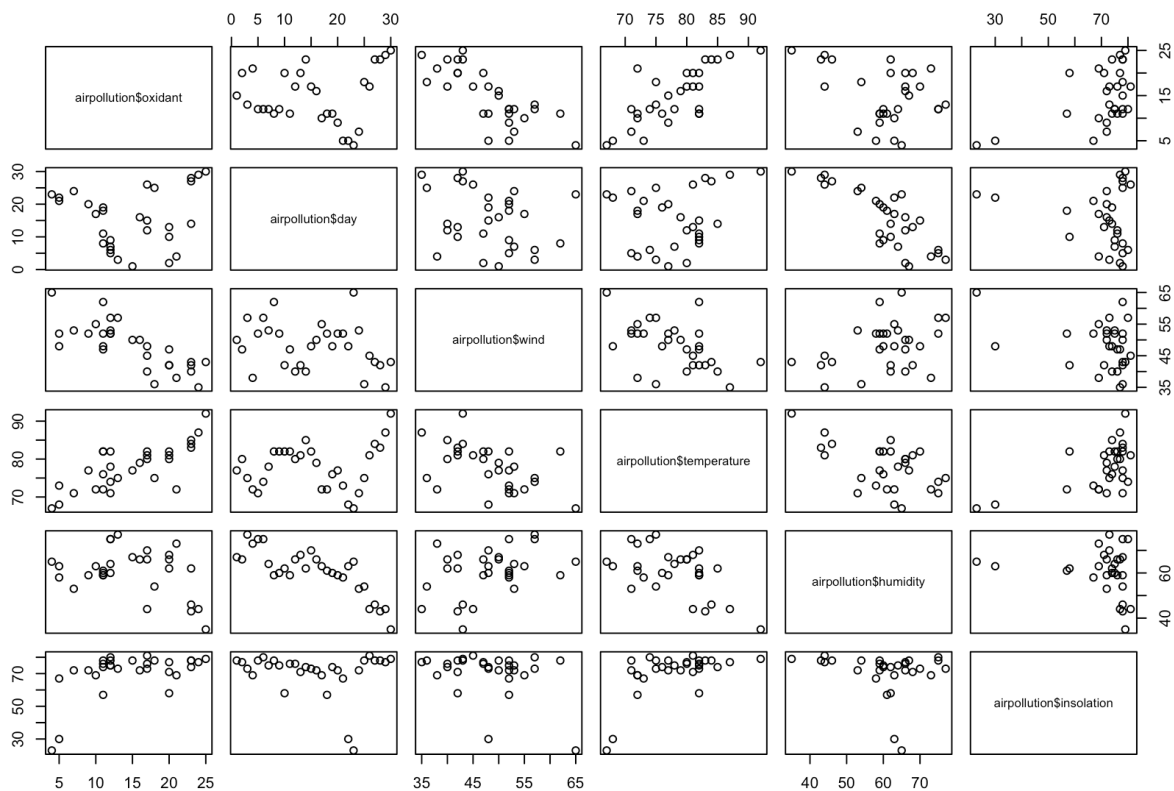 0 5 10 20 30 70 75 80 85 90 30 50 70
airpollution$oxidant
5 15 25
0 10 20 30
airpollution$day
airpollution$wind
35 45 55 65
70 80 90
airpollution$temperature
airpollution$humidity
40 60
30 50 70
airpollution$insolation
5 10 15 20 25 35 45 55 65 40 50 60 70